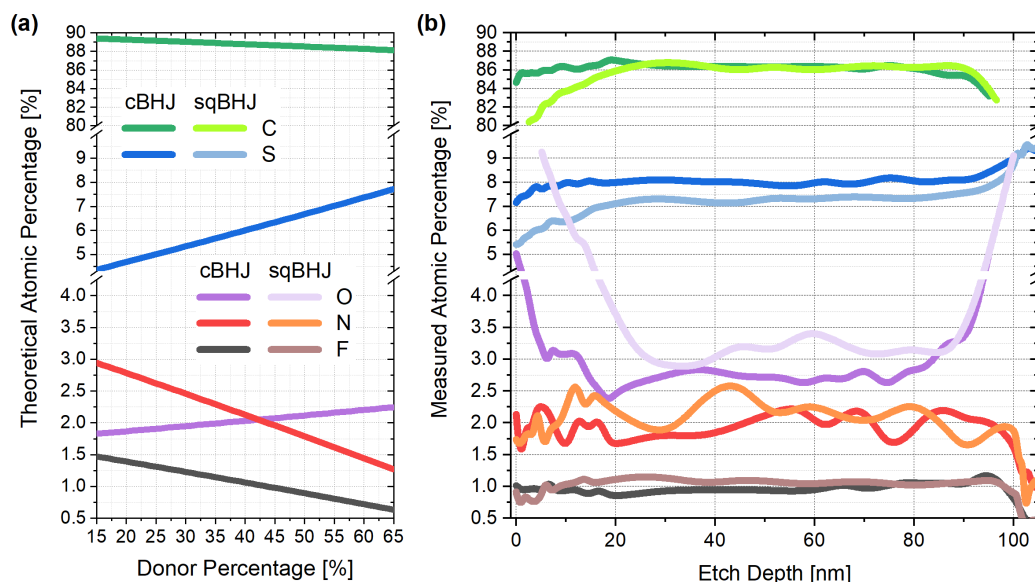 (a)
Theoretical Atomic Percentage [%]
90
88
86
84
82
80
9
8
7
6
5
4.0
3.5
3.0
2.5
2.0
1.5
1.0
0.5
cBHJ sqBHJ
C
S
cBHJ sqBHJ
O
N
F
15 20 25 30 35 40 45 50 55 60 65
Donor Percentage [%]
(b)
Measured Atomic Percentage [%]
90
88
86
84
82
80
9
8
7
6
5
4.0
3.5
3.0
2.5
2.0
1.5
1.0
0.5
0 20 40 60 80 100
Etch Depth [nm]